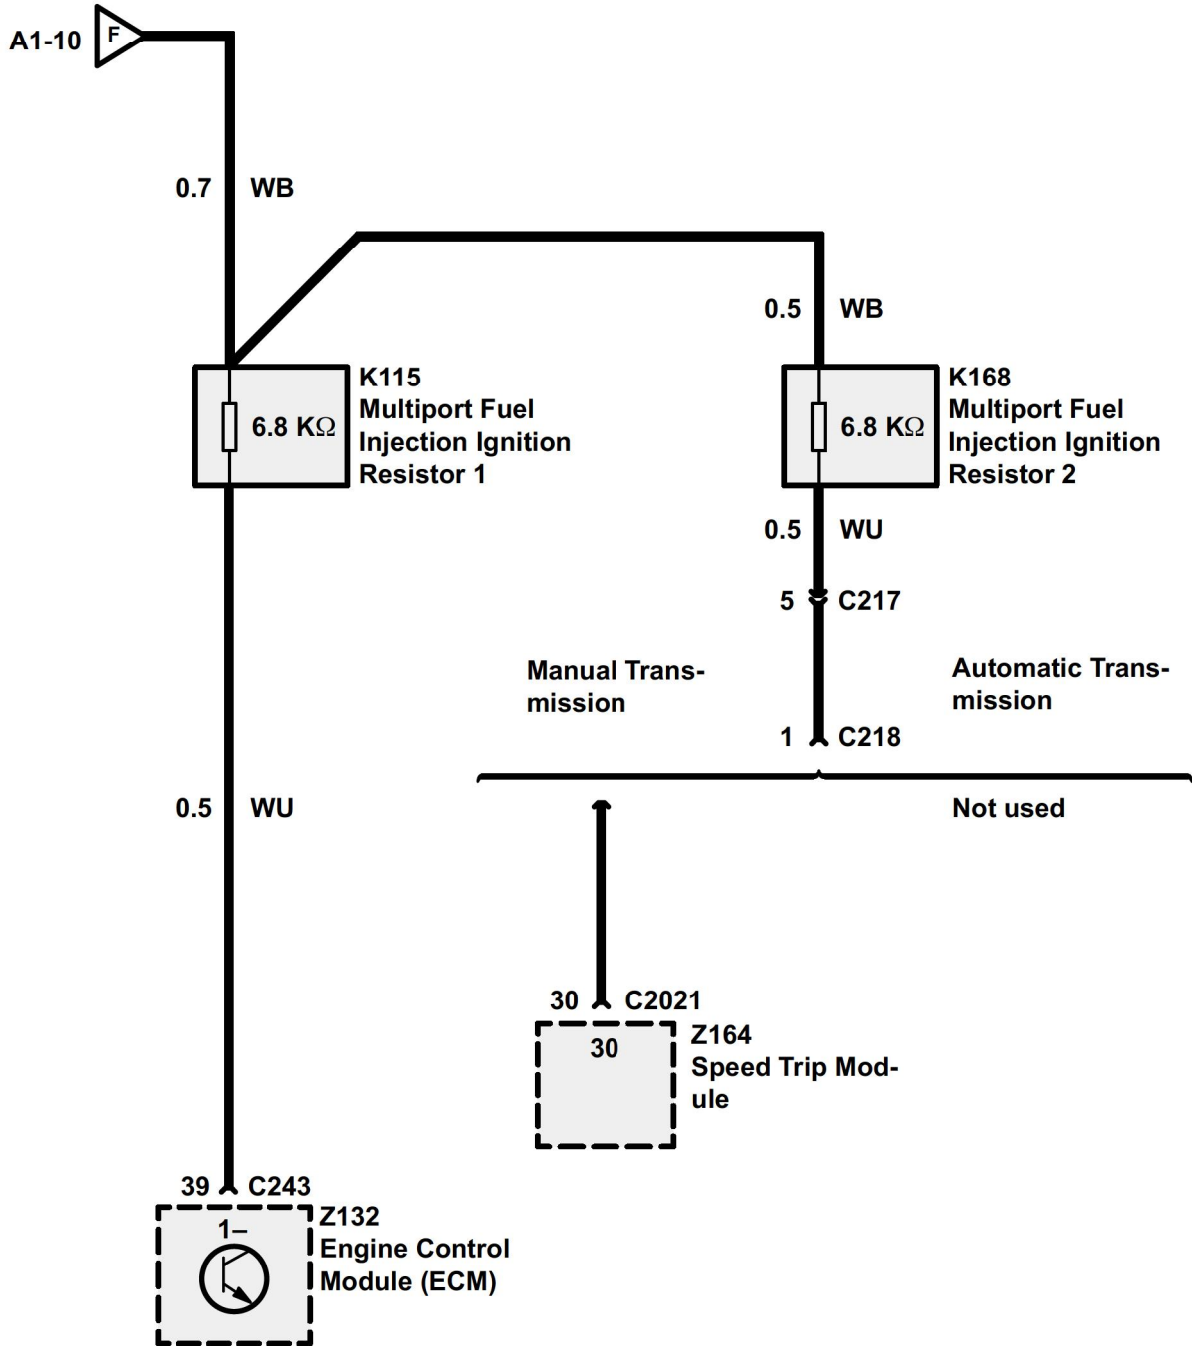 A1-10
F
0.7 WB
0.5 WB
K115
Multiport Fuel
Injection Ignition
Resistor 1
6.8 KΩ
K168
Multiport Fuel
Injection Ignition
Resistor 2
6.8 KΩ
0.5 WU
5 C217
Manual Trans-
mission
Automatic Trans-
mission
1 C218
0.5 WU
Not used
30 C2021
30
Z164
Speed Trip Mod-
ule
39 C243
1–
Z132
Engine Control
Module (ECM)